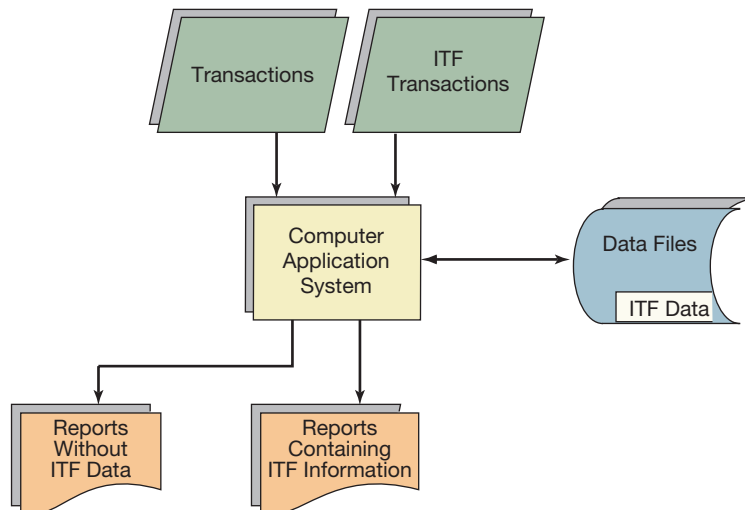 Transactions
ITF
Transactions
Computer
Application
System
Data Files
ITF Data
Reports
Without
ITF Data
Reports
Containing
ITF Information